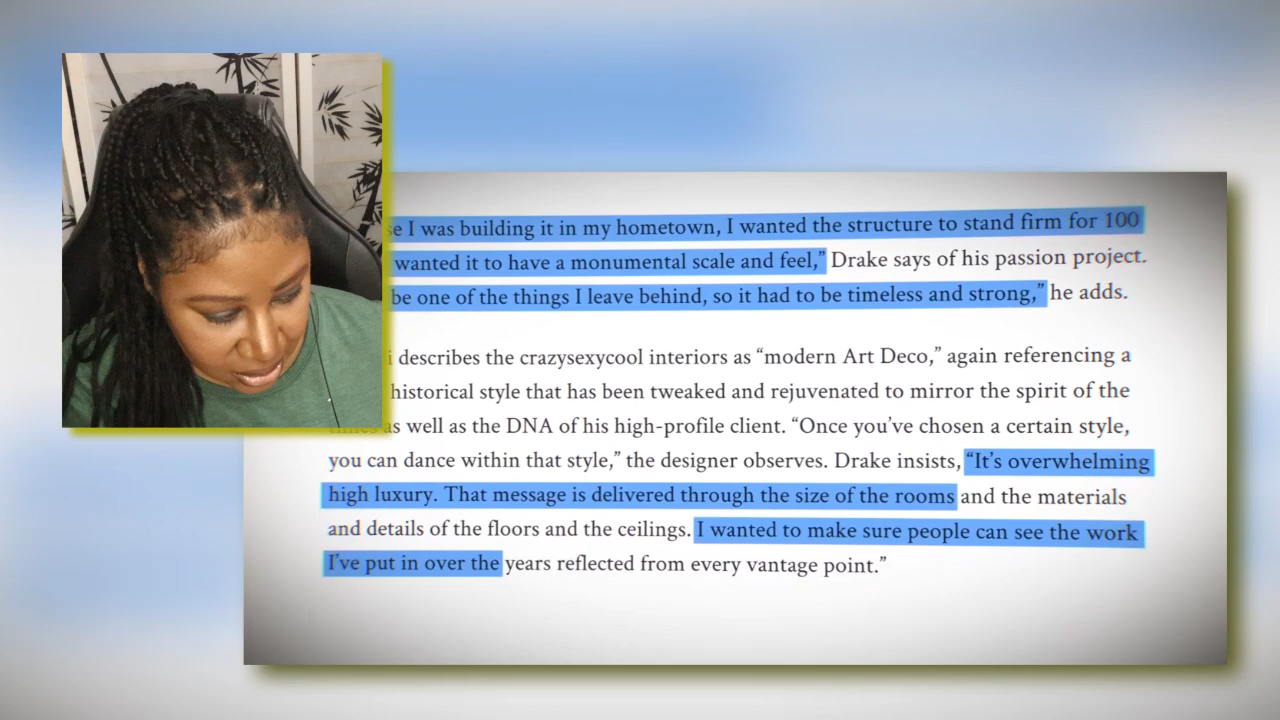 e I was building it in my hometown, I wanted the structure to stand firm for 100
wanted it to have a monumental scale and feel,” Drake says of his passion project.
be one of the things I leave behind, so it had to be timeless and strong,” he adds.
i describes the crazysexycool interiors as “modern Art Deco,” again referencing a
historical style that has been tweaked and rejuvenated to mirror the spirit of the
times as well as the DNA of his high-profile client. “Once you’ve chosen a certain style,
you can dance within that style,” the designer observes. Drake insists, “It’s overwhelming
high luxury. That message is delivered through the size of the rooms and the materials
and details of the floors and the ceilings. I wanted to make sure people can see the work
I’ve put in over the years reflected from every vantage point.”